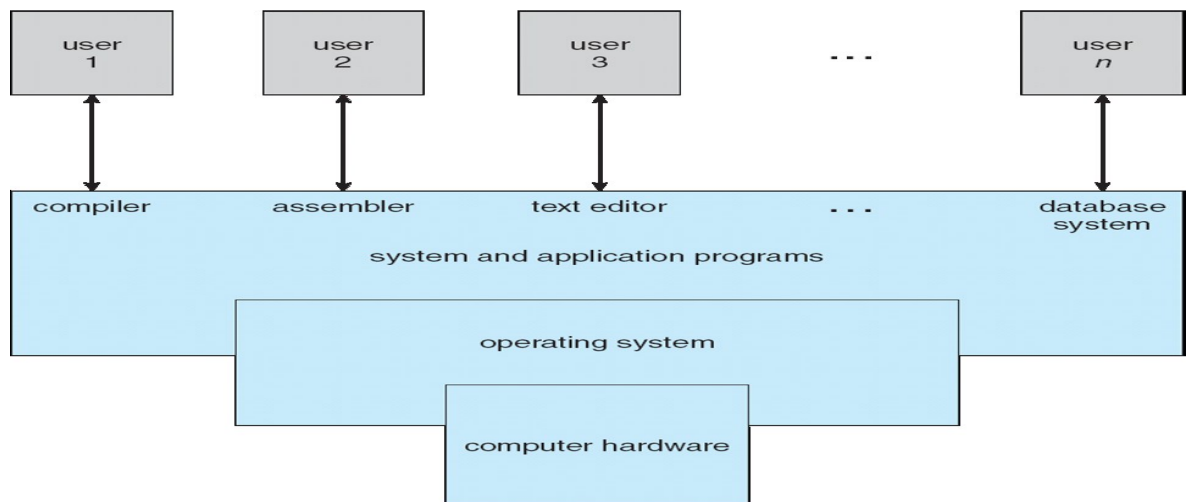 user
1
user
2
user
3
...
user
n
compiler
assembler
text editor
...
database
system
system and application programs
operating system
computer hardware